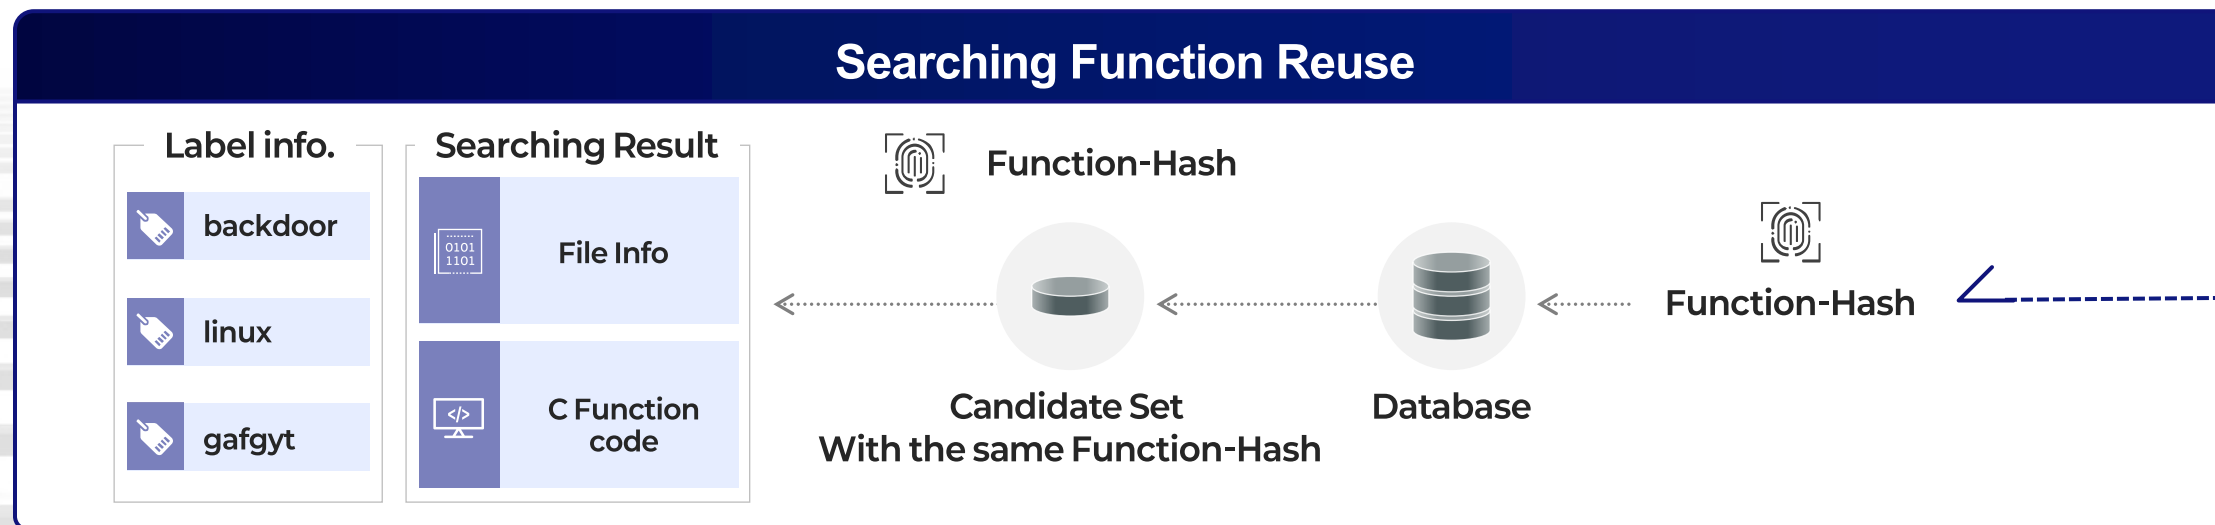 Searching Function Reuse
Label info.
backdoor
linux
gafgyt
Searching Result
0101
1101
File Info
</>
C Function
code
Function-Hash
Candidate Set
With the same Function-Hash
Database
Function-Hash